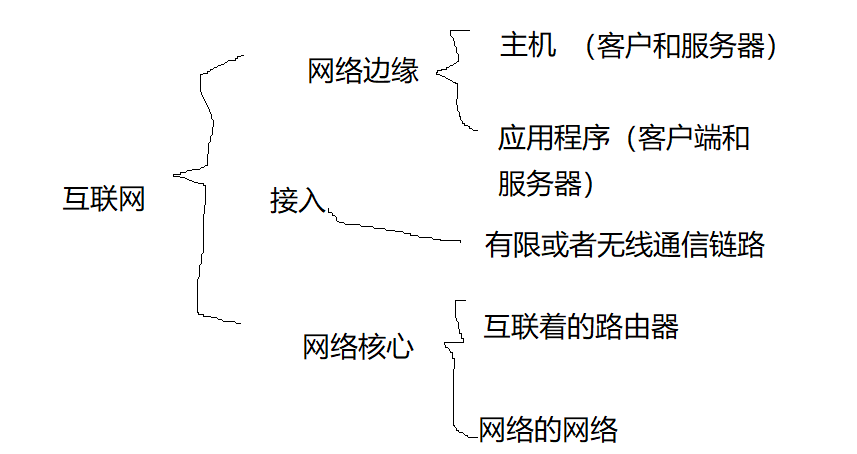 主机 （客户和服务器）
网络边缘
应用程序（客户端和
服务器）
互联网
接入
有限或者无线通信链路
互联着的路由器
网络核心
网络的网络